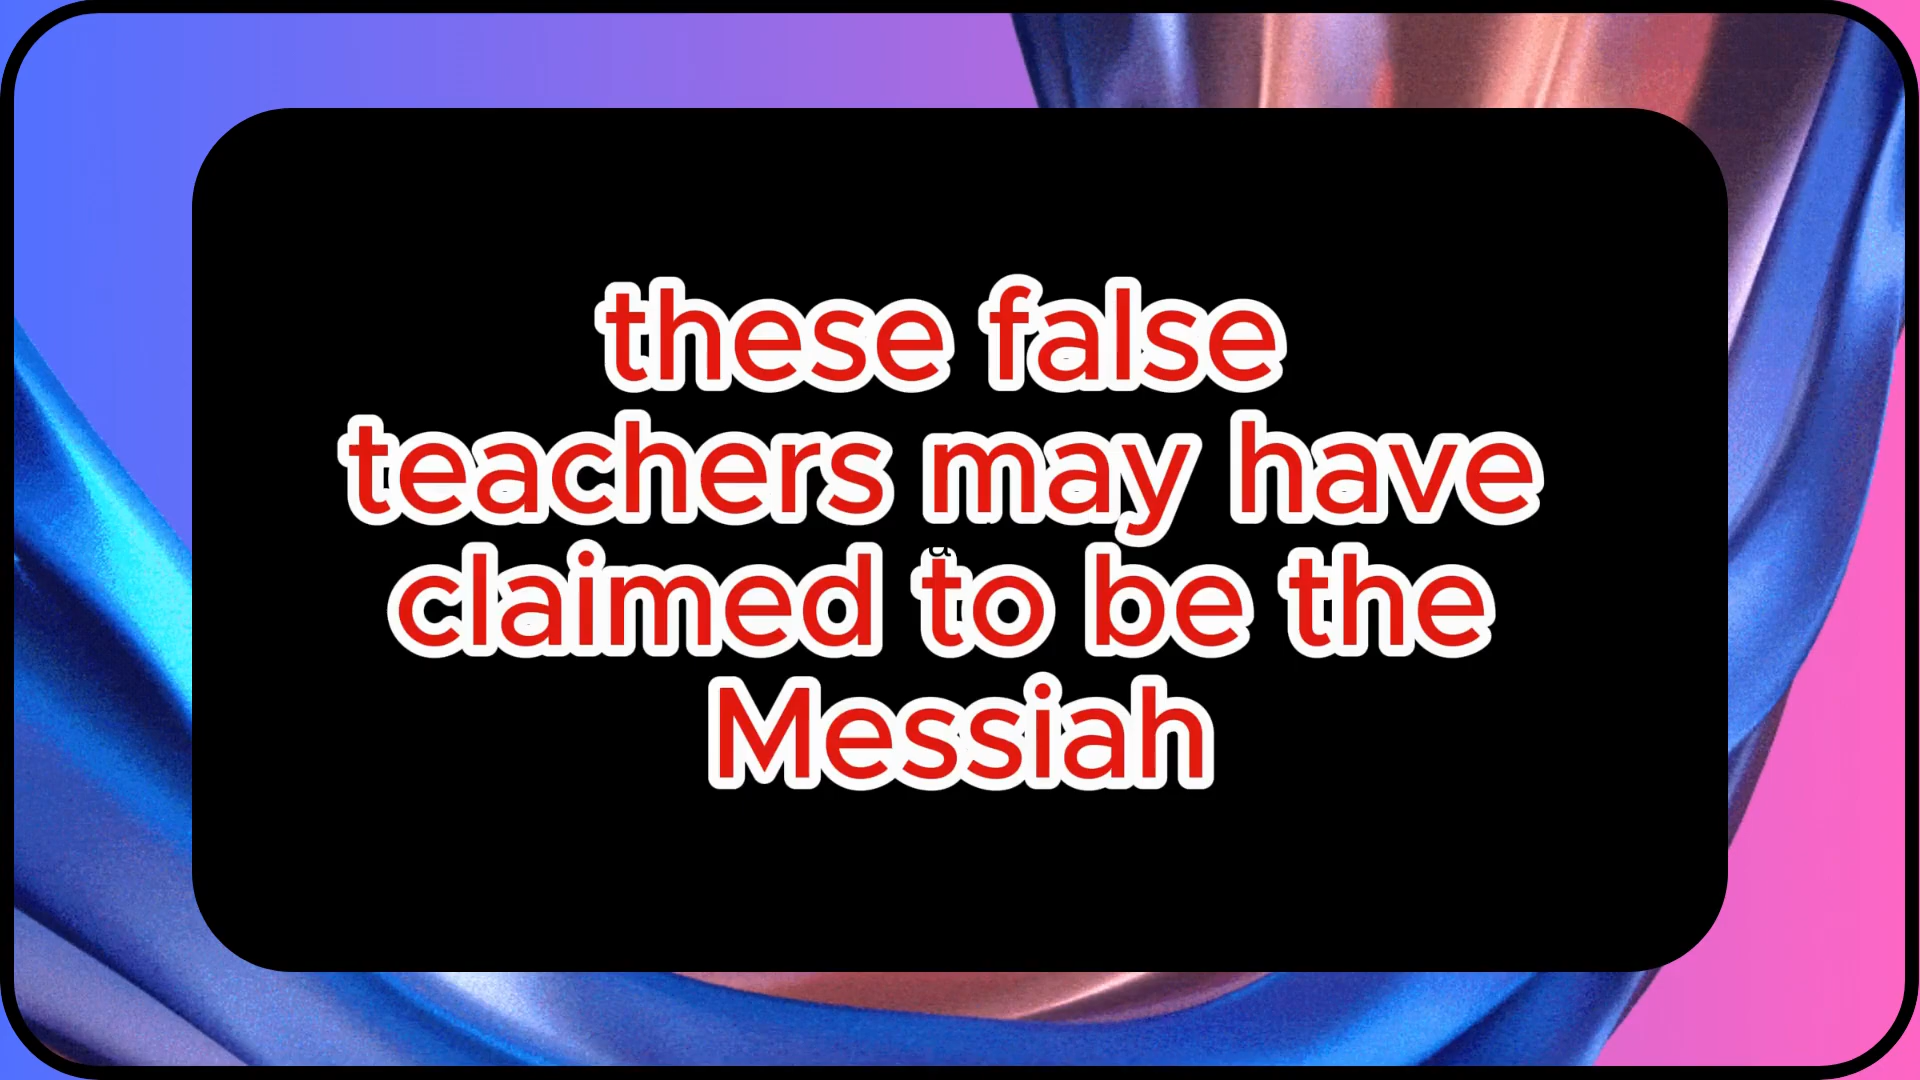 these false
teachers may have
claimed to be the
Messiah